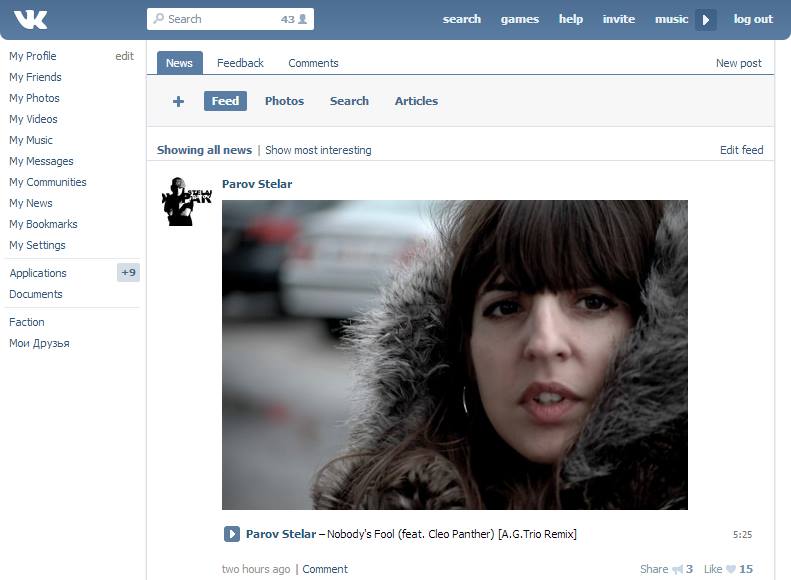 Search 43 search games help invite music log out
My Profile edit
My Friends
My Photos
My Videos
My Music
My Messages
My Communities
My News
My Bookmarks
My Settings
Applications +9
Documents
Faction
Мои Друзья
News Feedback Comments New post
+ Feed Photos Search Articles
Showing all news | Show most interesting Edit feed
Parov Stelar
Parov Stelar – Nobody's Fool (feat. Cleo Panther) [A.G.Trio Remix] 5:25
two hours ago | Comment Share 3 Like 15